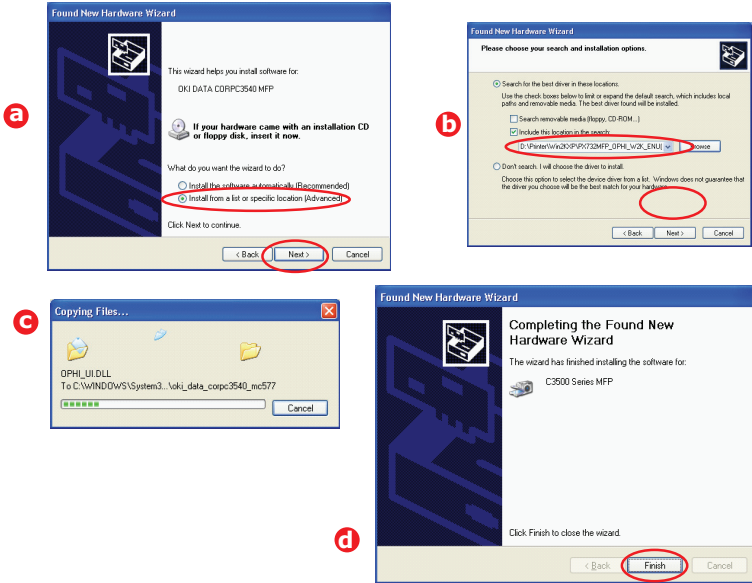 a
Found New Hardware Wizard
This wizard helps you install software for:
OKI DATA CORPC3540 MFP
If your hardware came with an installation CD
or floppy disk, insert it now.
What do you want the wizard to do?
Install the software automatically (Recommended)
Install from a list or specific location (Advanced)
Click Next to continue.
< Back
Next >
Cancel
b
Found New Hardware Wizard
Please choose your search and installation options.
Search for the best driver in these locations.
Use the check boxes below to limit or expand the default search, which includes local
paths and removable media. The best driver found will be installed.
Search removable media (floppy, CD-ROM...)
Include this location in the search:
D:\Printer\Win2KXP\PX732MFP_OPHI_W2K_ENU(
Browse
Don't search. I will choose the driver to install.
Choose this option to select the device driver from a list. Windows does not guarantee that
the driver you choose will be the best match for your hardware.
< Back
Next >
Cancel
c
Copying Files...
OPHI_UI.DLL
To C:\WINDOWS\System3...\oki_data_corpc3540_mc577
Cancel
d
Found New Hardware Wizard
Completing the Found New
Hardware Wizard
The wizard has finished installing the software for:
C3500 Series MFP
Click Finish to close the wizard.
< Back
Finish
Cancel